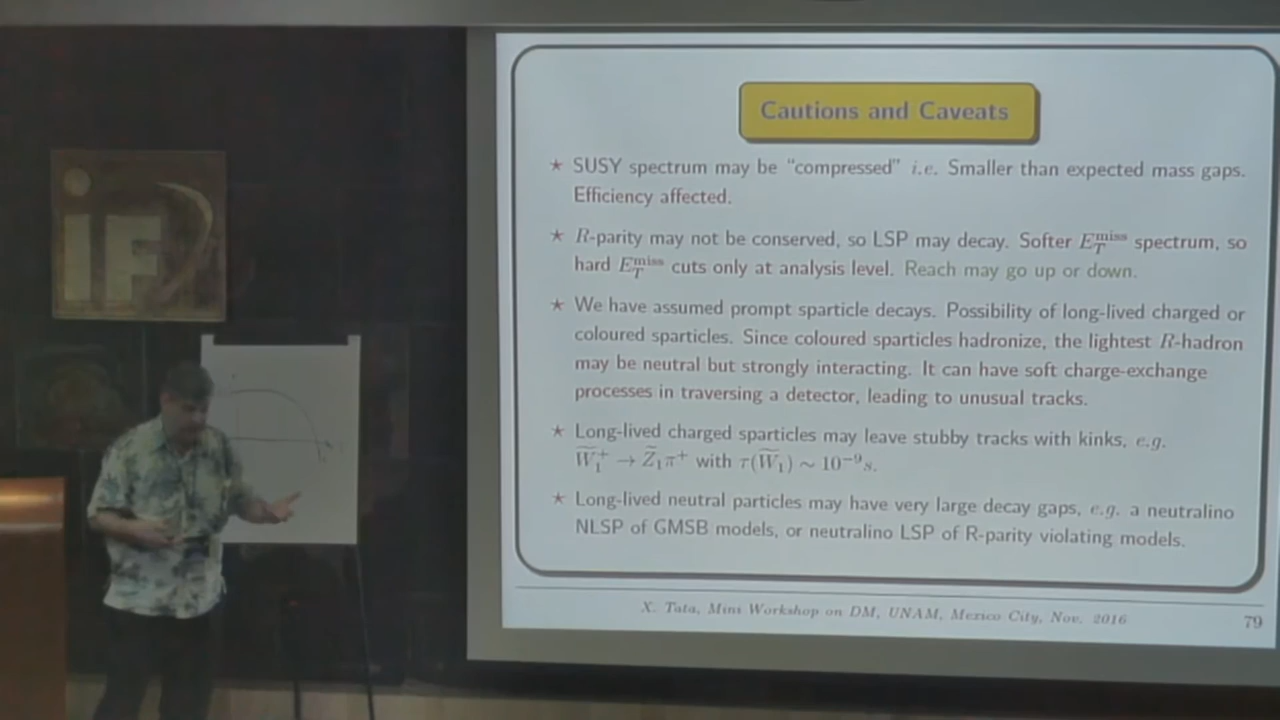 iF
Cautions and Caveats
★ SUSY spectrum may be “compressed” i.e. Smaller than expected mass gaps.
Efficiency affected.
★ R-parity may not be conserved, so LSP may decay. Softer E_T^miss spectrum, so
hard E_T^miss cuts only at analysis level. Reach may go up or down.
★ We have assumed prompt sparticle decays. Possibility of long-lived charged or
coloured sparticles. Since coloured sparticles hadronize, the lightest R-hadron
may be neutral but strongly interacting. It can have soft charge-exchange
processes in traversing a detector, leading to unusual tracks.
★ Long-lived charged sparticles may leave stubby tracks with kinks, e.g.
W̃₁⁺ → Z̃₁π⁺ with τ(W̃₁) ∼ 10⁻⁹s.
★ Long-lived neutral particles may have very large decay gaps, e.g. a neutralino
NLSP of GMSB models, or neutralino LSP of R-parity violating models.
X. Tata, Mini Workshop on DM, UNAM, Mexico City, Nov. 2016
79